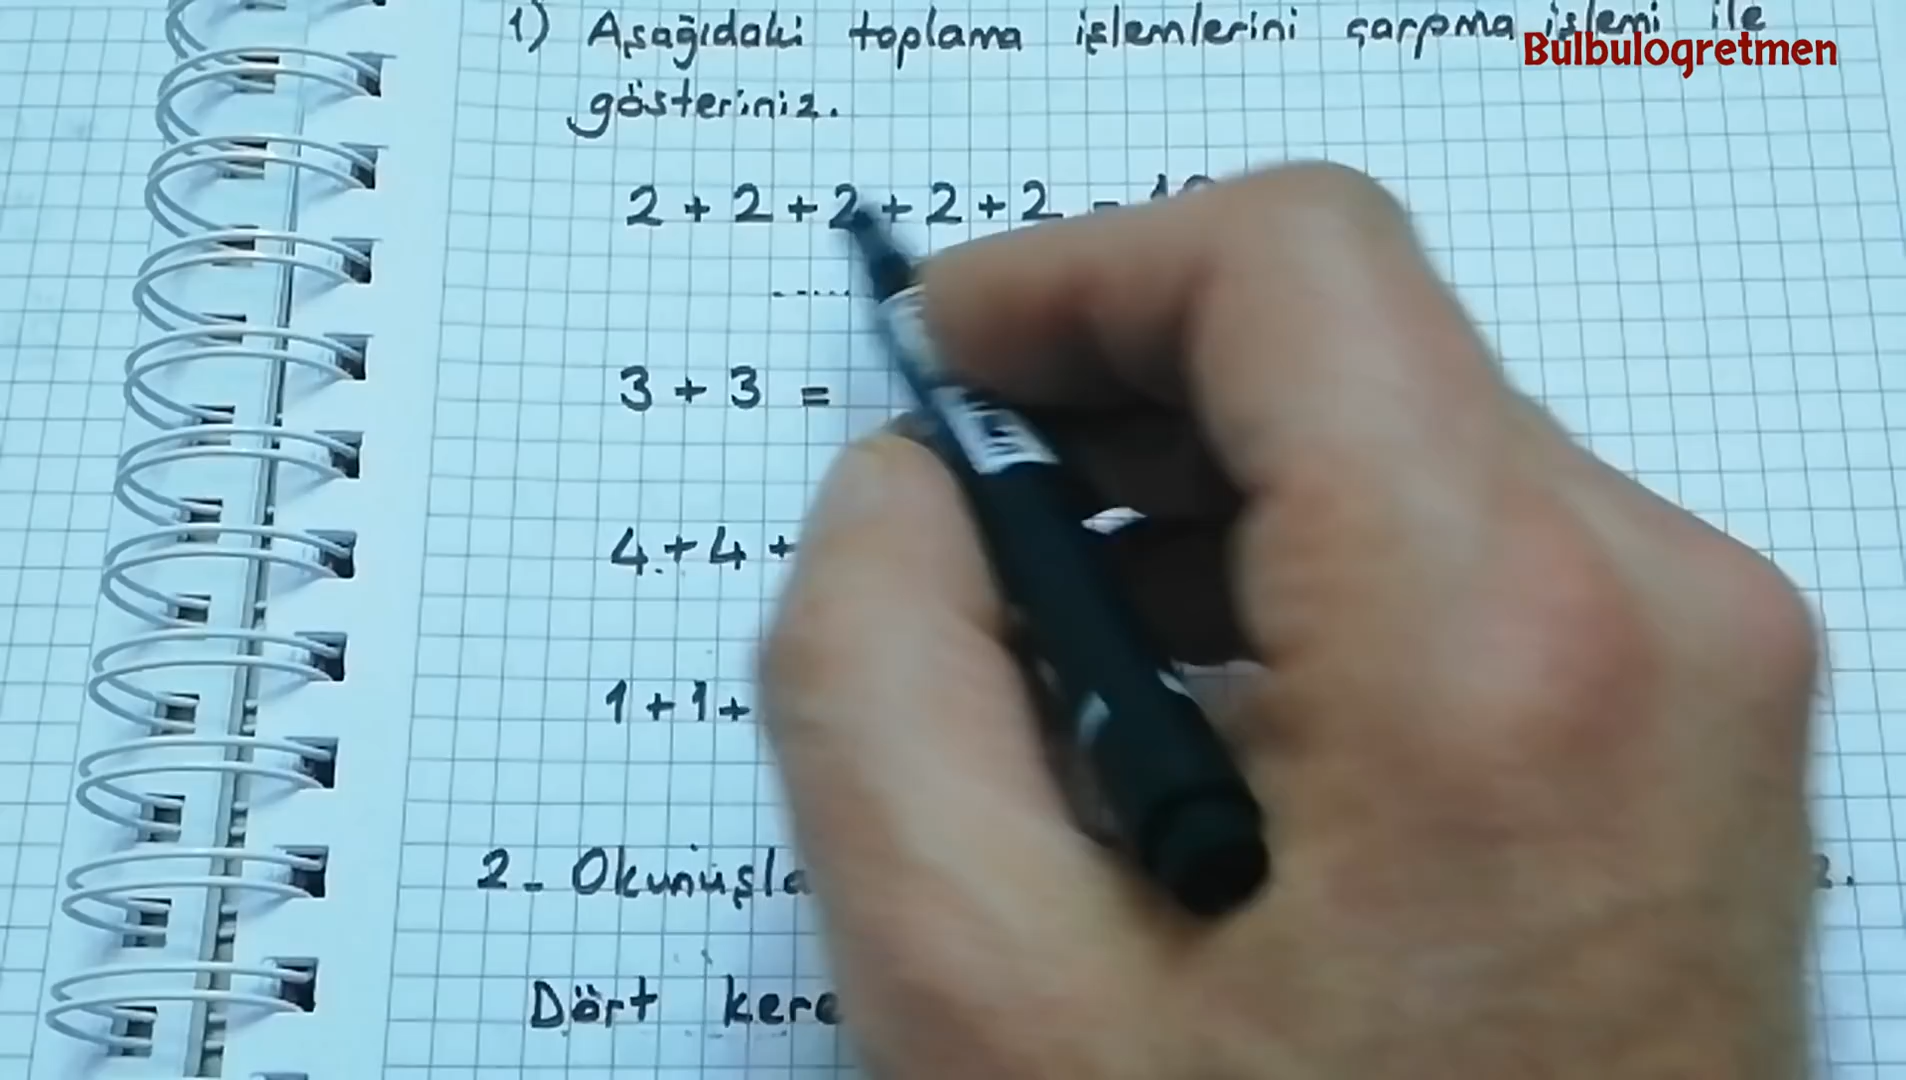 1) Aşağıdaki toplama işlemlerini çarpma işlemi ile
Bulbulogretmen
gösteriniz.
2 + 2 + 2 + 2 + 2 = 10
.....
3 + 3 =
4 + 4 +
1 + 1 +
2 - Okunuşla
Dört kere